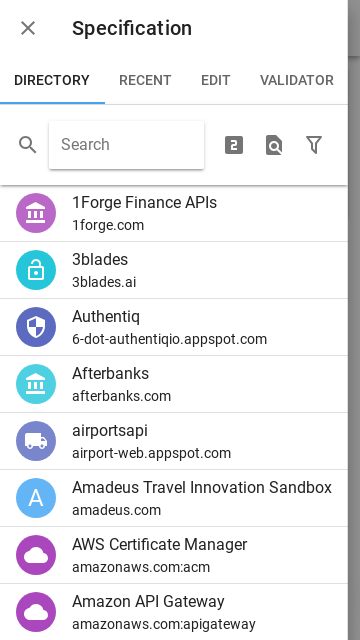 Specification
DIRECTORY
RECENT
EDIT
VALIDATOR
Search
2
1Forge Finance APIs
1forge.com
3blades
3blades.ai
Authentiq
6-dot-authentiqio.appspot.com
Afterbanks
afterbanks.com
airportsapi
airport-web.appspot.com
A
Amadeus Travel Innovation Sandbox
amadeus.com
AWS Certificate Manager
amazonaws.com:acm
Amazon API Gateway
amazonaws.com:apigateway